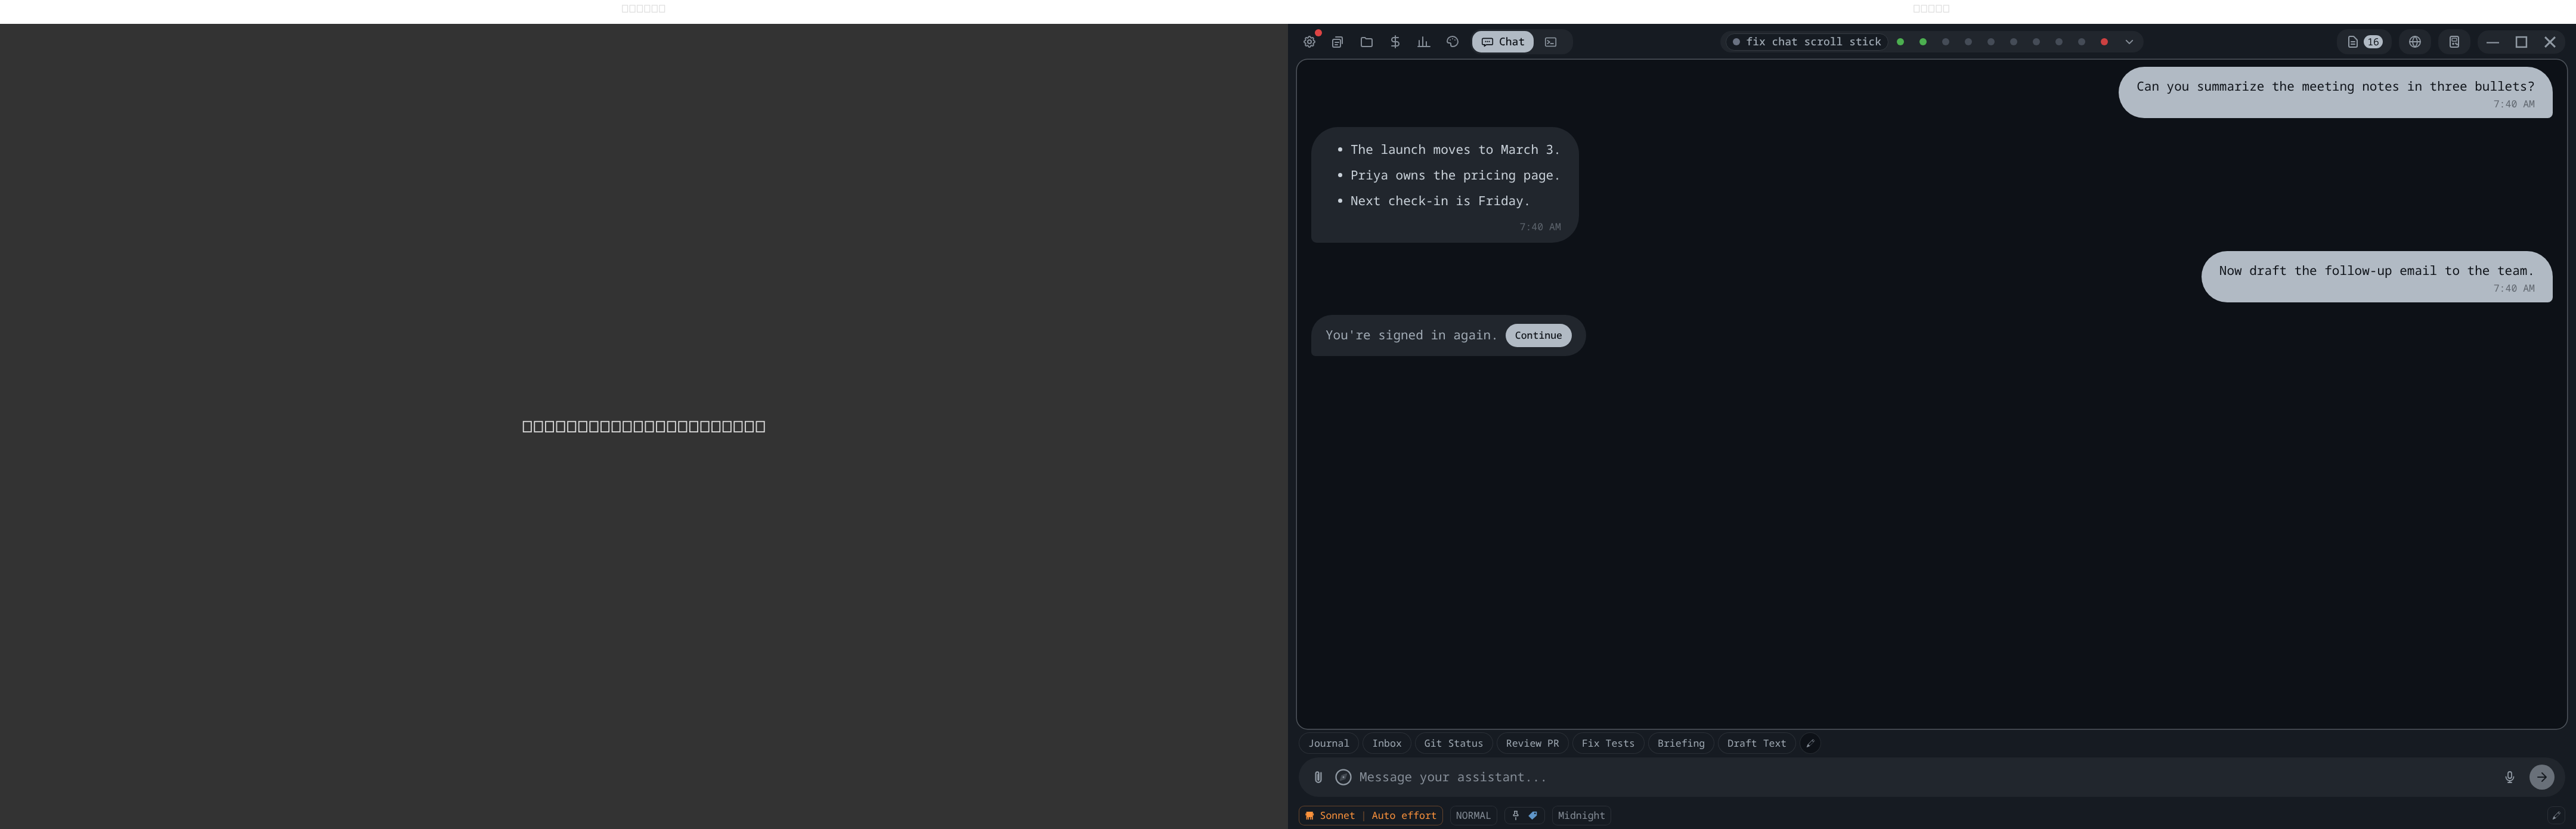 Chat
fix chat scroll stick
16
Can you summarize the meeting notes in three bullets?
7:40 AM
• The launch moves to March 3.
• Priya owns the pricing page.
• Next check-in is Friday.
7:40 AM
Now draft the follow-up email to the team.
7:40 AM
You're signed in again. Continue
Journal Inbox Git Status Review PR Fix Tests Briefing Draft Text
Message your assistant...
Sonnet | Auto effort NORMAL Midnight